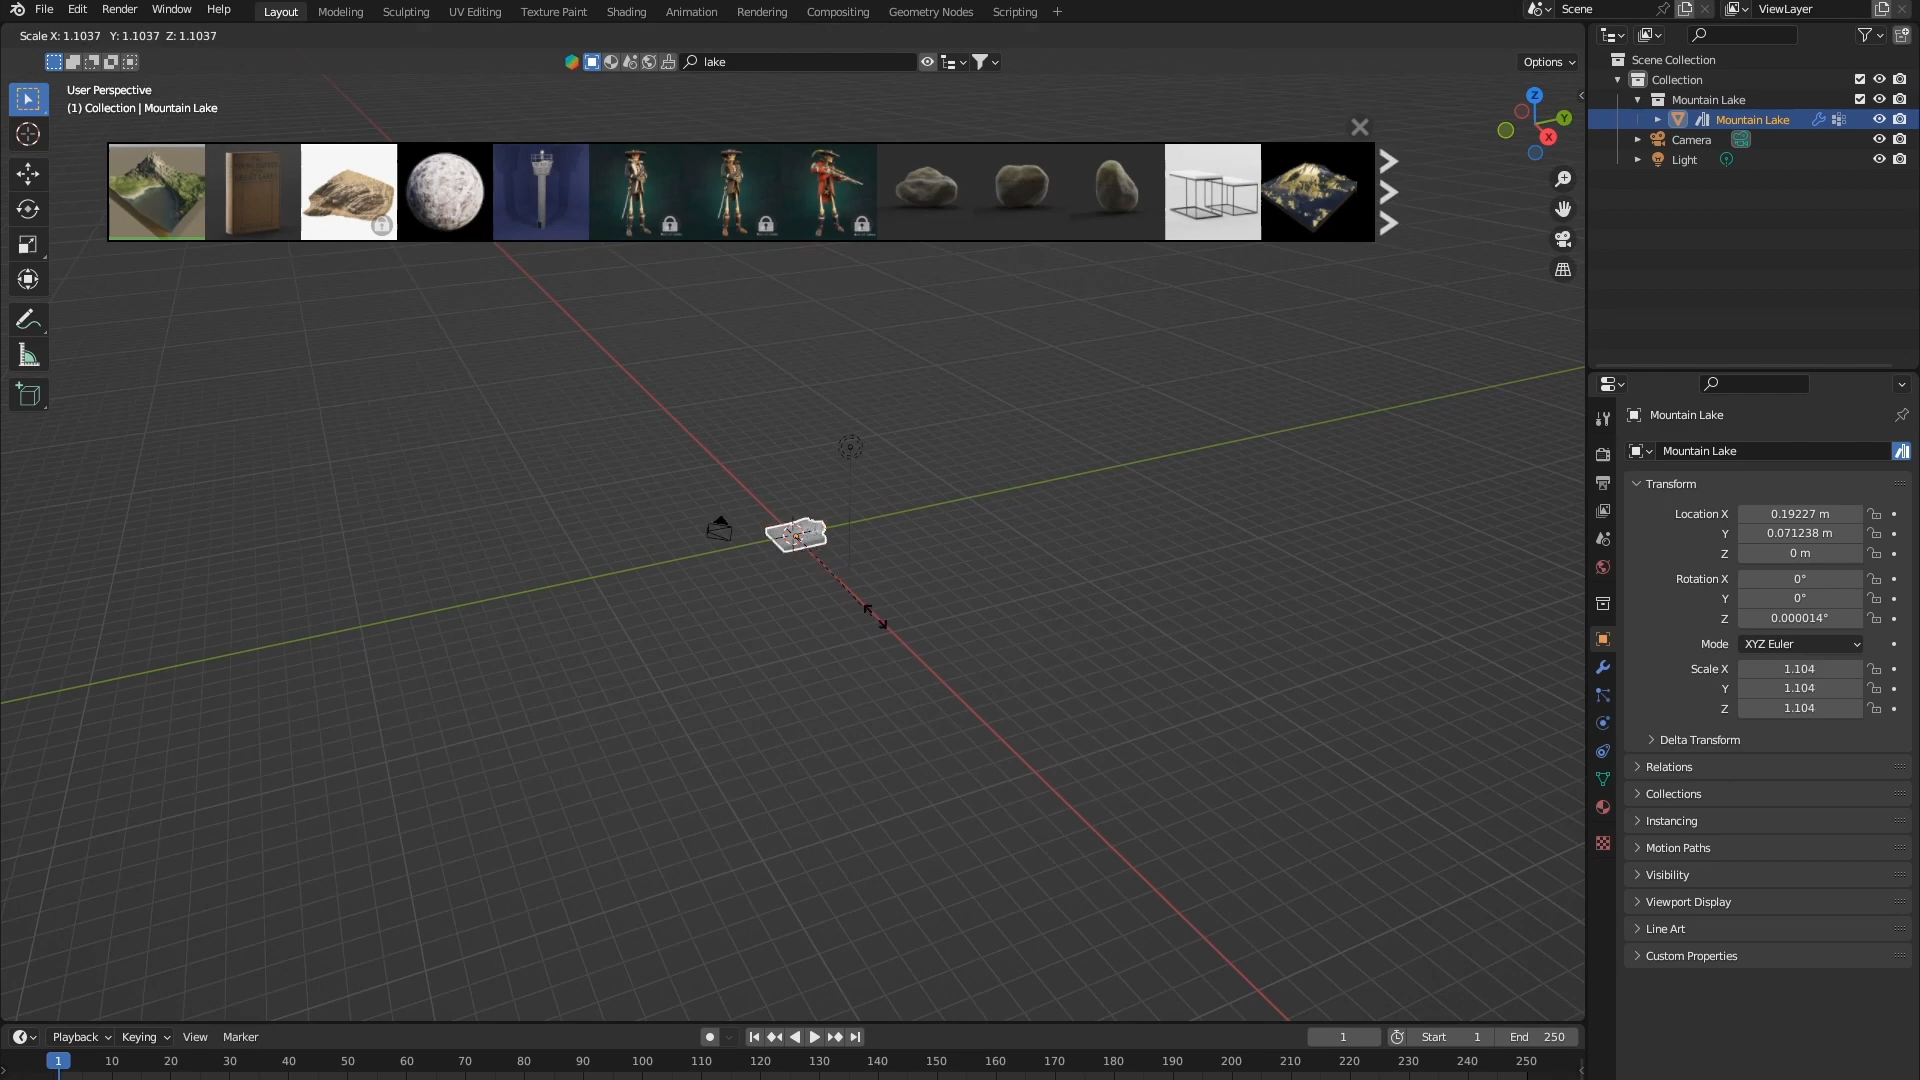 File Edit Render Window Help Layout Modeling Sculpting UV Editing Texture Paint Shading Animation Rendering Compositing Geometry Nodes Scripting + Scene ViewLayer
Scale X: 1.1037 Y: 1.1037 Z: 1.1037
lake Options
User Perspective
(1) Collection | Mountain Lake
Z
Y
X
Scene Collection
Collection
Mountain Lake
Mountain Lake
Camera
Light
Mountain Lake
Mountain Lake
Transform
Location X 0.19227 m
Y 0.071238 m
Z 0 m
Rotation X 0°
Y 0°
Z 0.000014°
Mode XYZ Euler
Scale X 1.104
Y 1.104
Z 1.104
Delta Transform
Relations
Collections
Instancing
Motion Paths
Visibility
Viewport Display
Line Art
Custom Properties
Playback Keying View Marker 1 Start 1 End 250
1 10 20 30 40 50 60 70 80 90 100 110 120 130 140 150 160 170 180 190 200 210 220 230 240 250